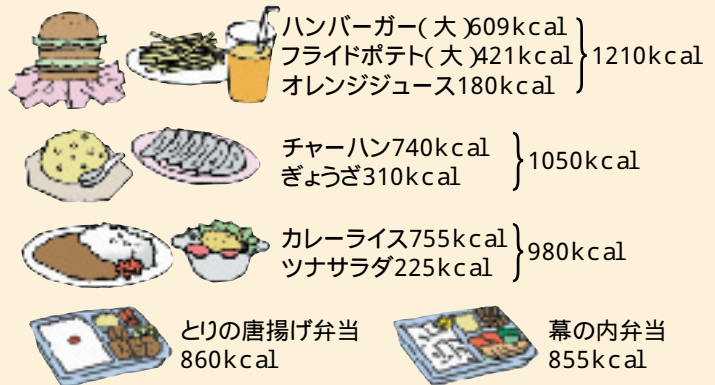 ハンバーガー(大)609kcal
フライドポテト(大)421kcal
オレンジジュース180kcal
1210kcal
チャーハン740kcal
ぎょうざ310kcal
1050kcal
カレーライス755kcal
ツナサラダ225kcal
980kcal
とりの唐揚げ弁当
860kcal
幕の内弁当
855kcal